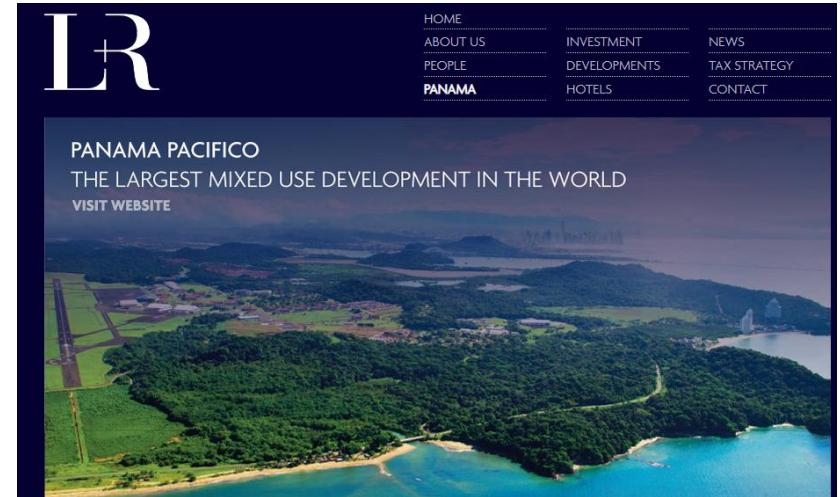 L+R
HOME
ABOUT US INVESTMENT NEWS
PEOPLE DEVELOPMENTS TAX STRATEGY
PANAMA HOTELS CONTACT
PANAMA PACIFICO
THE LARGEST MIXED USE DEVELOPMENT IN THE WORLD
VISIT WEBSITE